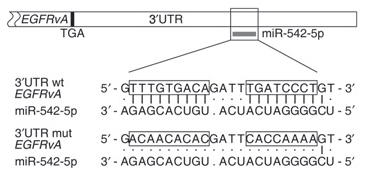 EGFRvA 3′UTR
TGA miR-542-5p
3′UTR wt
EGFRvA 5′- GTTTGTGACAGATTTGATCCCTGT - 3′
miR-542-5p 3′- AGAGCACUGU.ACUACUAGGGGCU - 5′
3′UTR mut
EGFRvA 5′- GACAACACACGATTCACCAAAAGT - 3′
miR-542-5p 3′- AGAGCACUGU.ACUACUAGGGGCU - 5′